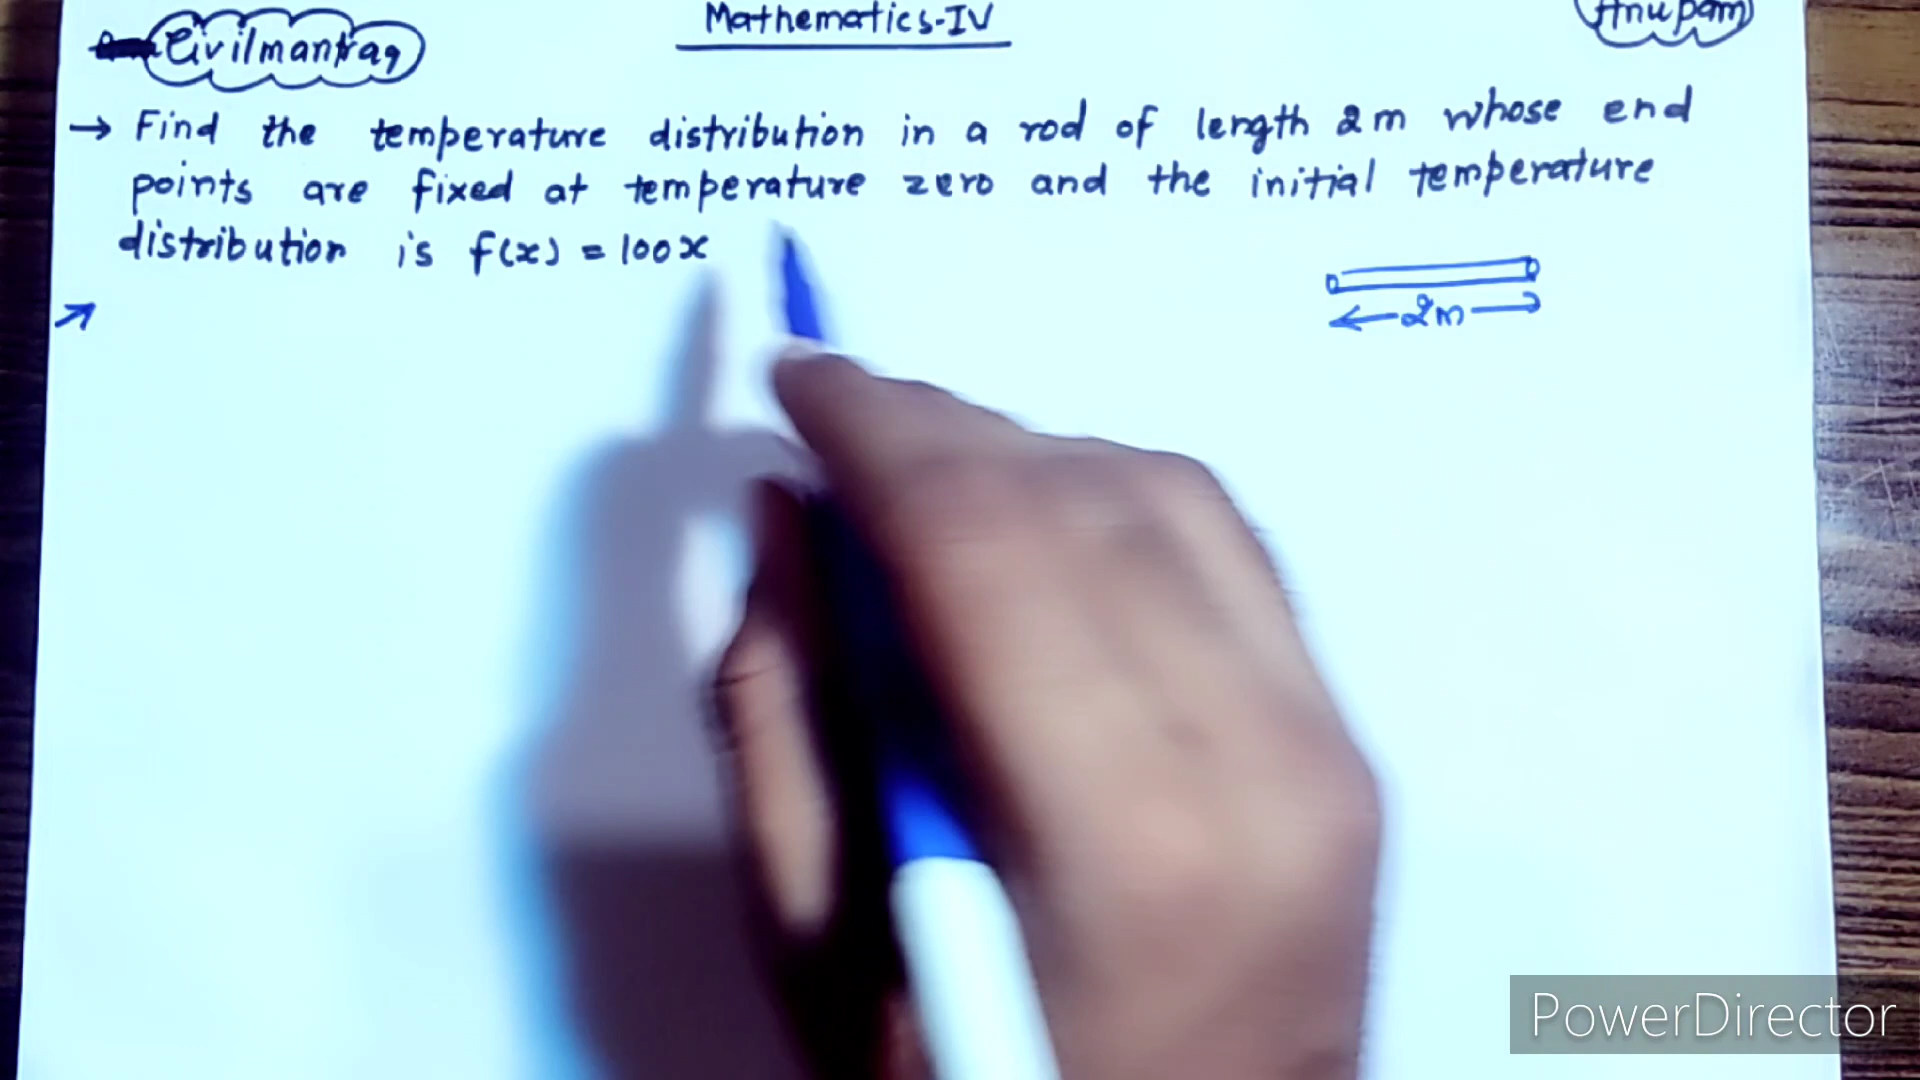 Mathematics-IV
Civilmantrag
Anupam
→ Find the temperature distribution in a rod of length 2m whose end
points are fixed at temperature zero and the initial temperature
distribution is f(x) = 100x
2m
PowerDirector